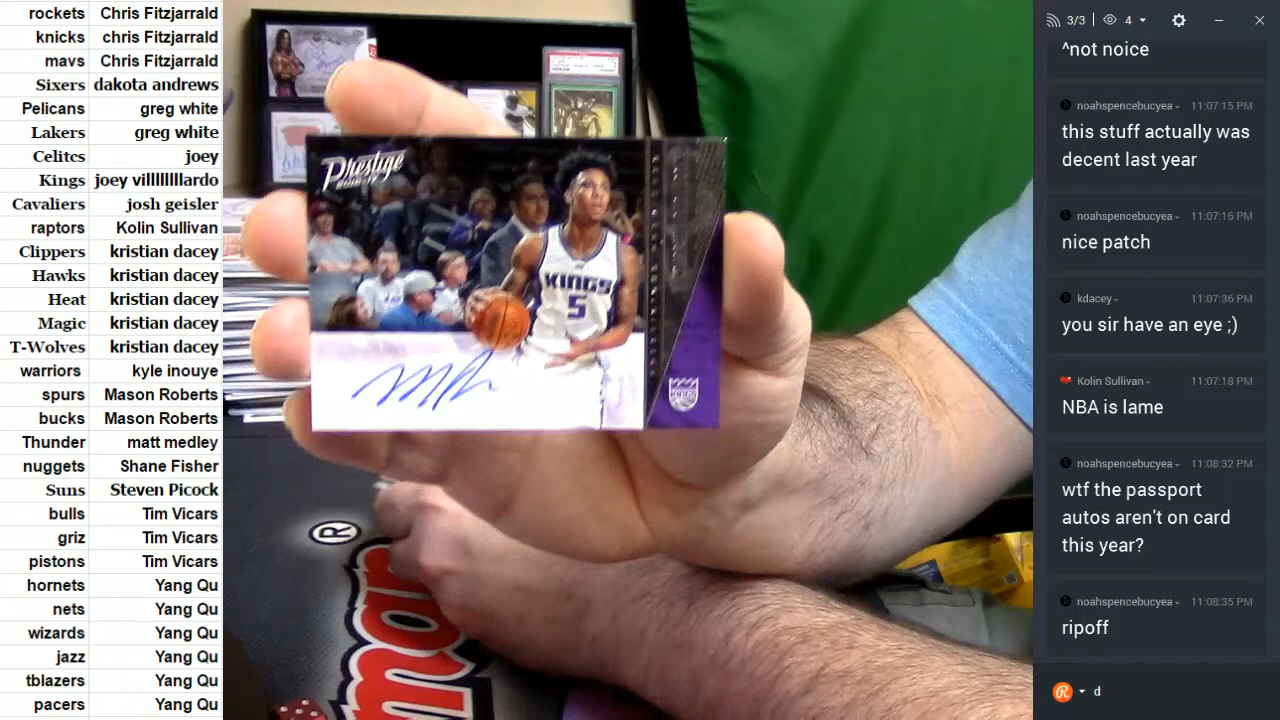 rockets Chris Fitzjarrald
knicks chris Fitzjarrald
mavs Chris Fitzjarrald
Sixers dakota andrews
Pelicans greg white
Lakers greg white
Celitcs joey
Kings joey villlllllllardo
Cavaliers josh geisler
raptors Kolin Sullivan
Clippers kristian dacey
Hawks kristian dacey
Heat kristian dacey
Magic kristian dacey
T-Wolves kristian dacey
warriors kyle inouye
spurs Mason Roberts
bucks Mason Roberts
Thunder matt medley
nuggets Shane Fisher
Suns Steven Picock
bulls Tim Vicars
griz Tim Vicars
pistons Tim Vicars
hornets Yang Qu
nets Yang Qu
wizards Yang Qu
jazz Yang Qu
tblazers Yang Qu
pacers Yang Qu
Prestige
KINGS
5
KINGS
®
3/3 4
^not noice
noahspencebucyea 11:07:15 PM
this stuff actually was
decent last year
noahspencebucyea 11:07:16 PM
nice patch
kdacey 11:07:36 PM
you sir have an eye ;)
Kolin Sullivan 11:07:18 PM
NBA is lame
noahspencebucyea 11:08:32 PM
wtf the passport
autos aren't on card
this year?
noahspencebucyea 11:08:35 PM
ripoff
d